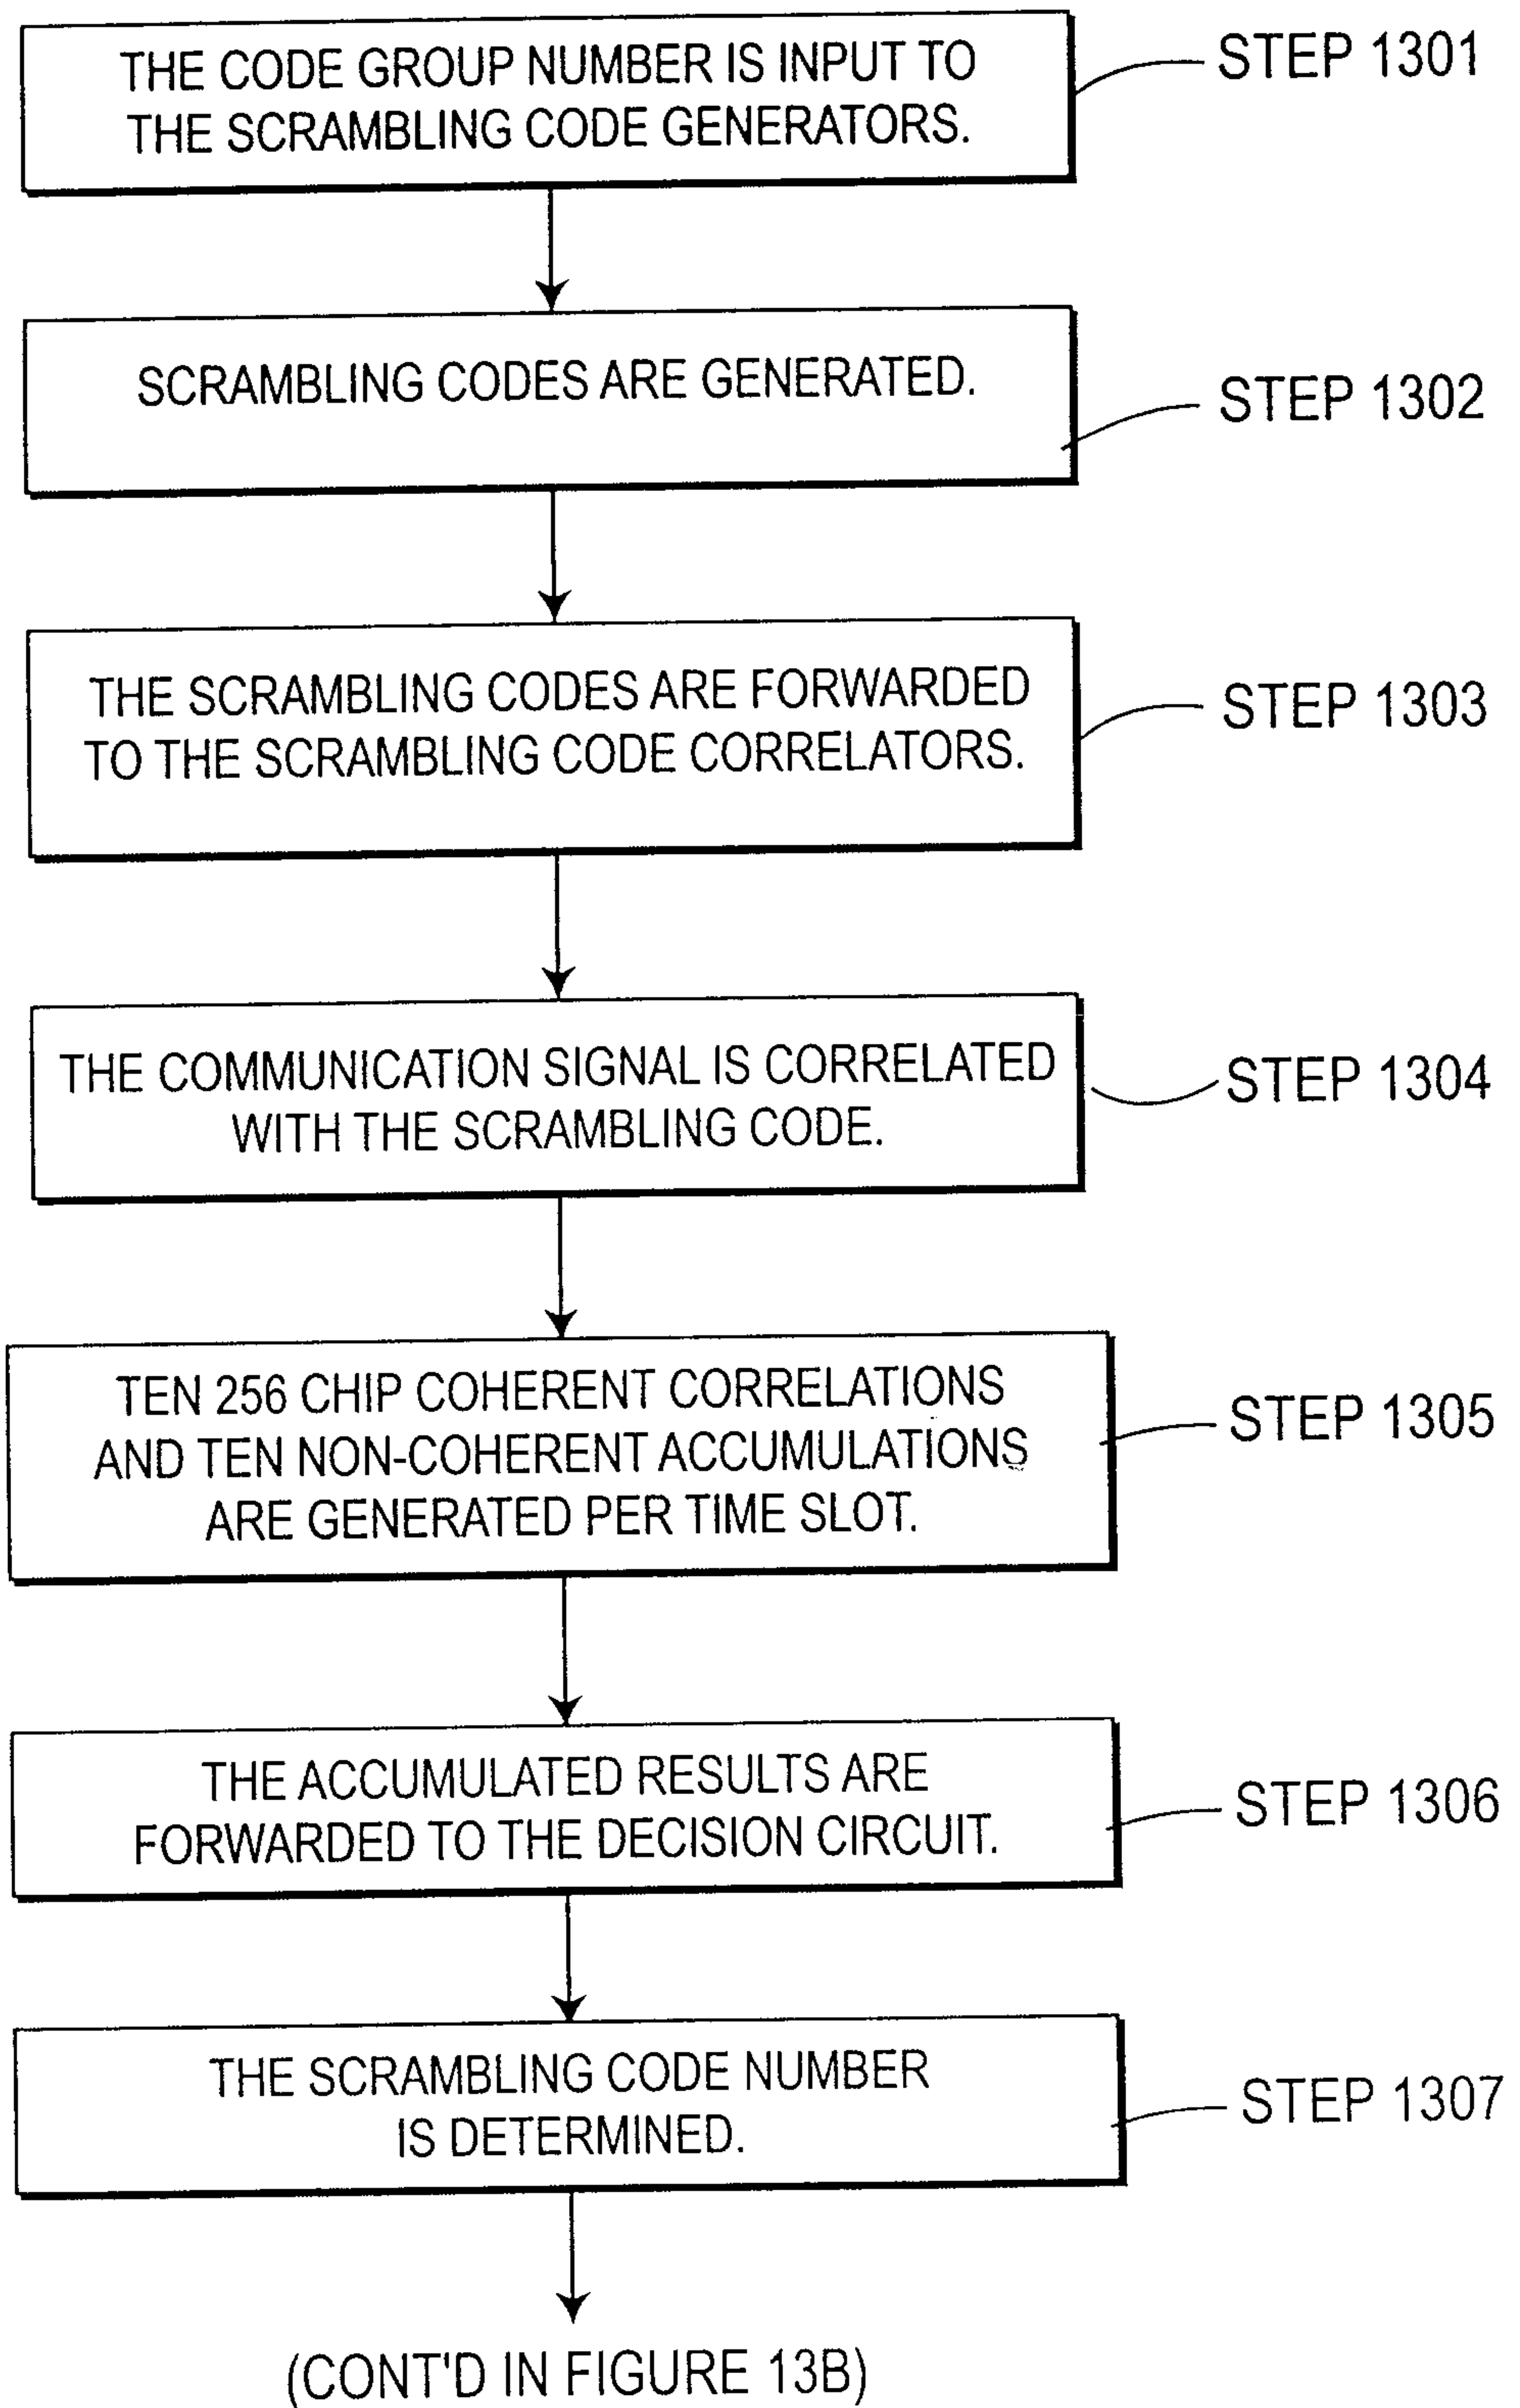 THE CODE GROUP NUMBER IS INPUT TO
THE SCRAMBLING CODE GENERATORS.
STEP 1301
SCRAMBLING CODES ARE GENERATED.
STEP 1302
THE SCRAMBLING CODES ARE FORWARDED
TO THE SCRAMBLING CODE CORRELATORS.
STEP 1303
THE COMMUNICATION SIGNAL IS CORRELATED
WITH THE SCRAMBLING CODE.
STEP 1304
TEN 256 CHIP COHERENT CORRELATIONS
AND TEN NON-COHERENT ACCUMULATIONS
ARE GENERATED PER TIME SLOT.
STEP 1305
THE ACCUMULATED RESULTS ARE
FORWARDED TO THE DECISION CIRCUIT.
STEP 1306
THE SCRAMBLING CODE NUMBER
IS DETERMINED.
STEP 1307
(CONT'D IN FIGURE 13B)